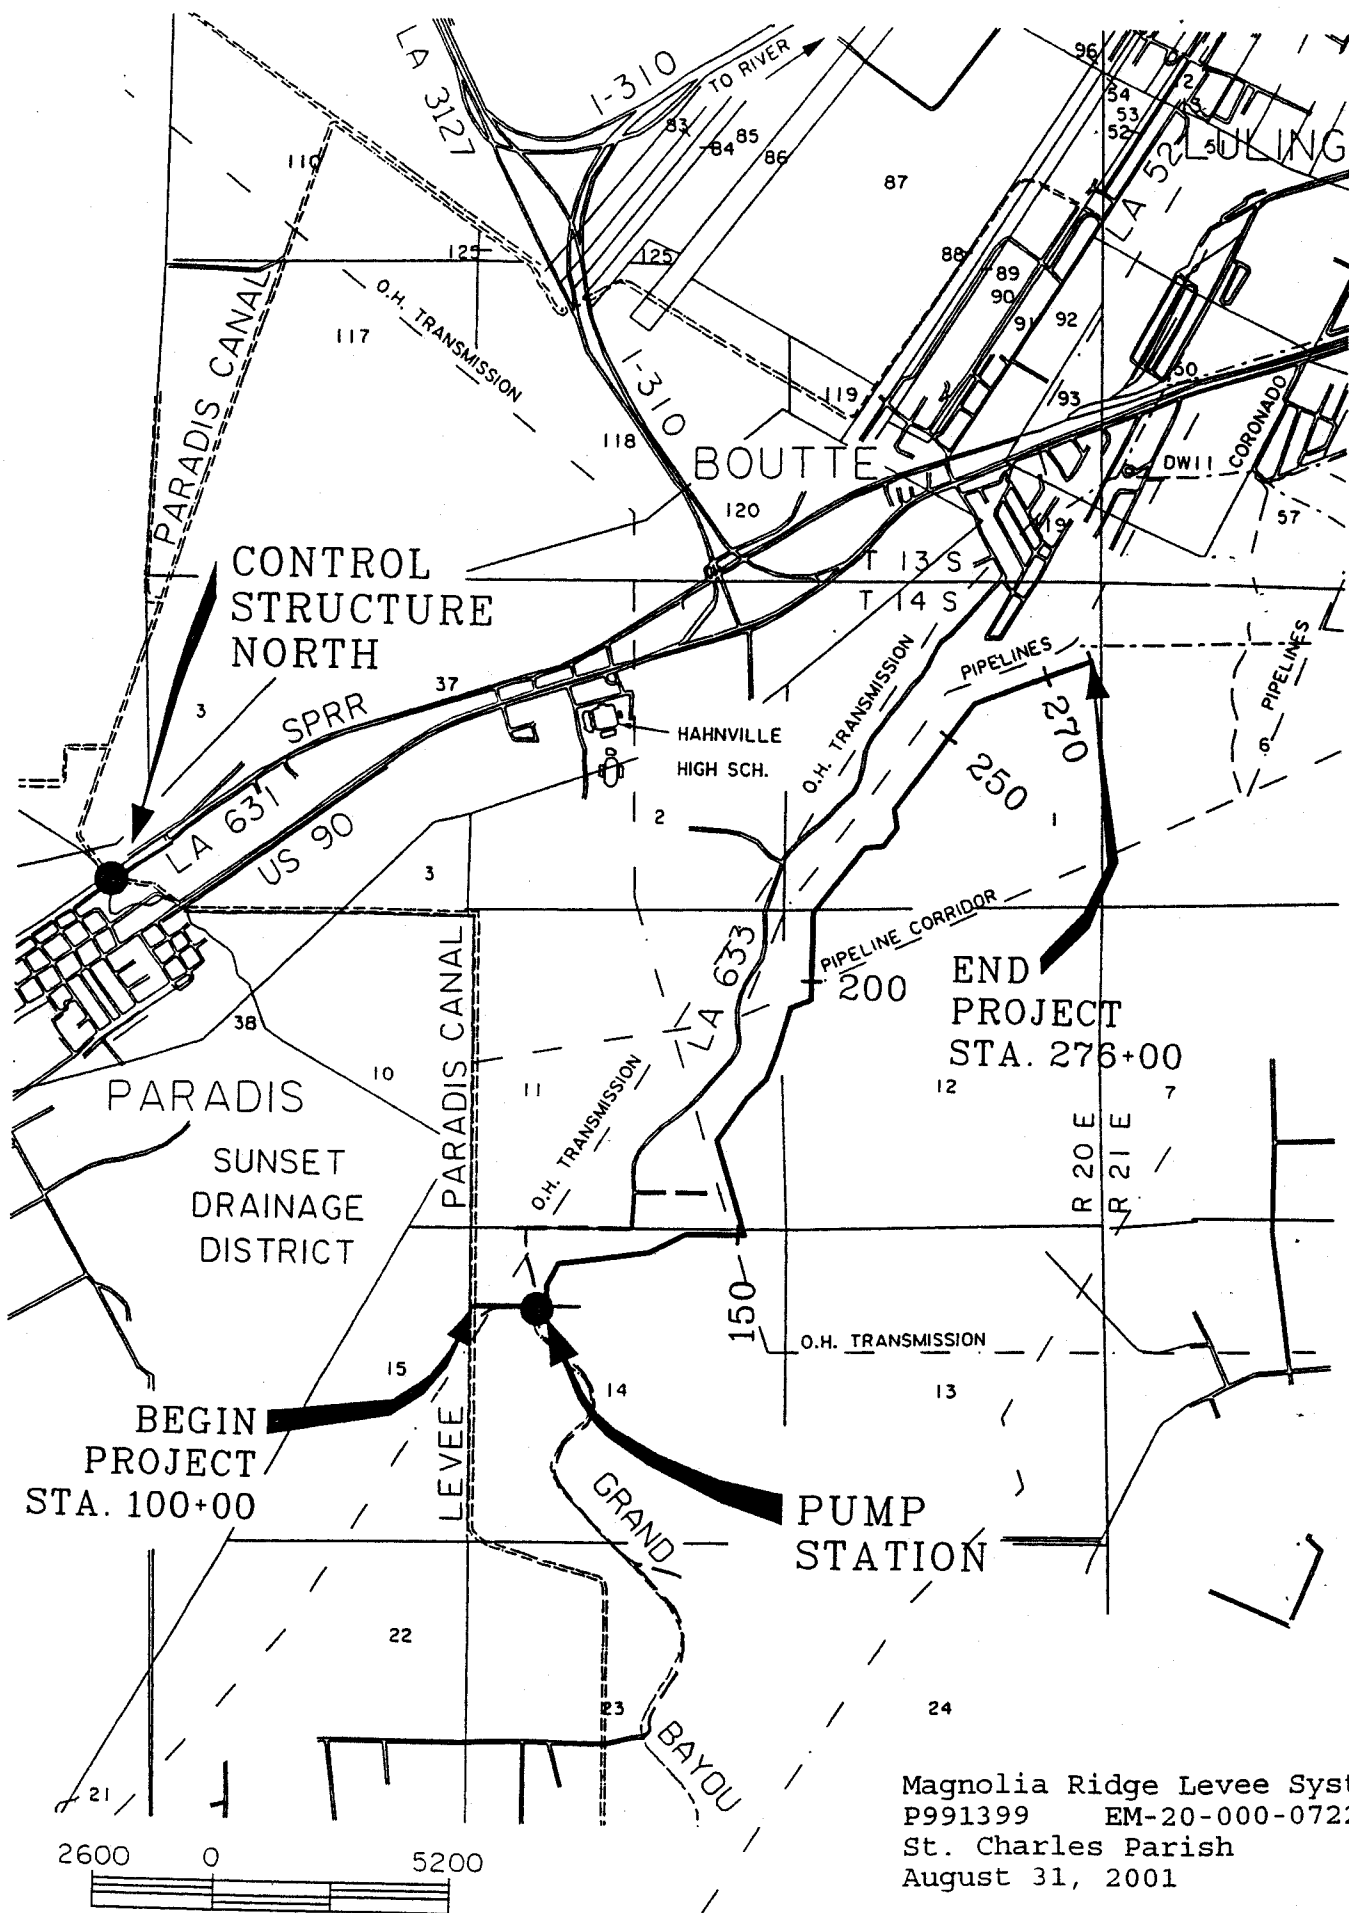 LA 3127
I-310
TO RIVER
83
84
85
86
87
96
54
53
52
12
51
LULING
LA 52
110
125
125
PARADIS CANAL
O.H. TRANSMISSION
117
I-310
118
119
88
89
90
91
92
93
50
CORONADO
BOUTTE
DW11
120
19
57
T 13 S
T 14 S
CONTROL
STRUCTURE
NORTH
3
SPRR
37
HAHNVILLE
HIGH SCH.
O.H. TRANSMISSION
PIPELINES
PIPELINES
270
250
6
1
2
LA 631
US 90
3
LA 633
PIPELINE CORRIDOR
200
END
PROJECT
STA. 276+00
38
PARADIS
10
11
12
7
PARADIS CANAL
O.H. TRANSMISSION
R 20 E
R 21 E
SUNSET
DRAINAGE
DISTRICT
150
O.H. TRANSMISSION
15
14
13
BEGIN
PROJECT
STA. 100+00
LEVEE
GRAND
BAYOU
PUMP
STATION
22
23
24
21
2600 0 5200
Magnolia Ridge Levee Syst
P991399 EM-20-000-0722
St. Charles Parish
August 31, 2001